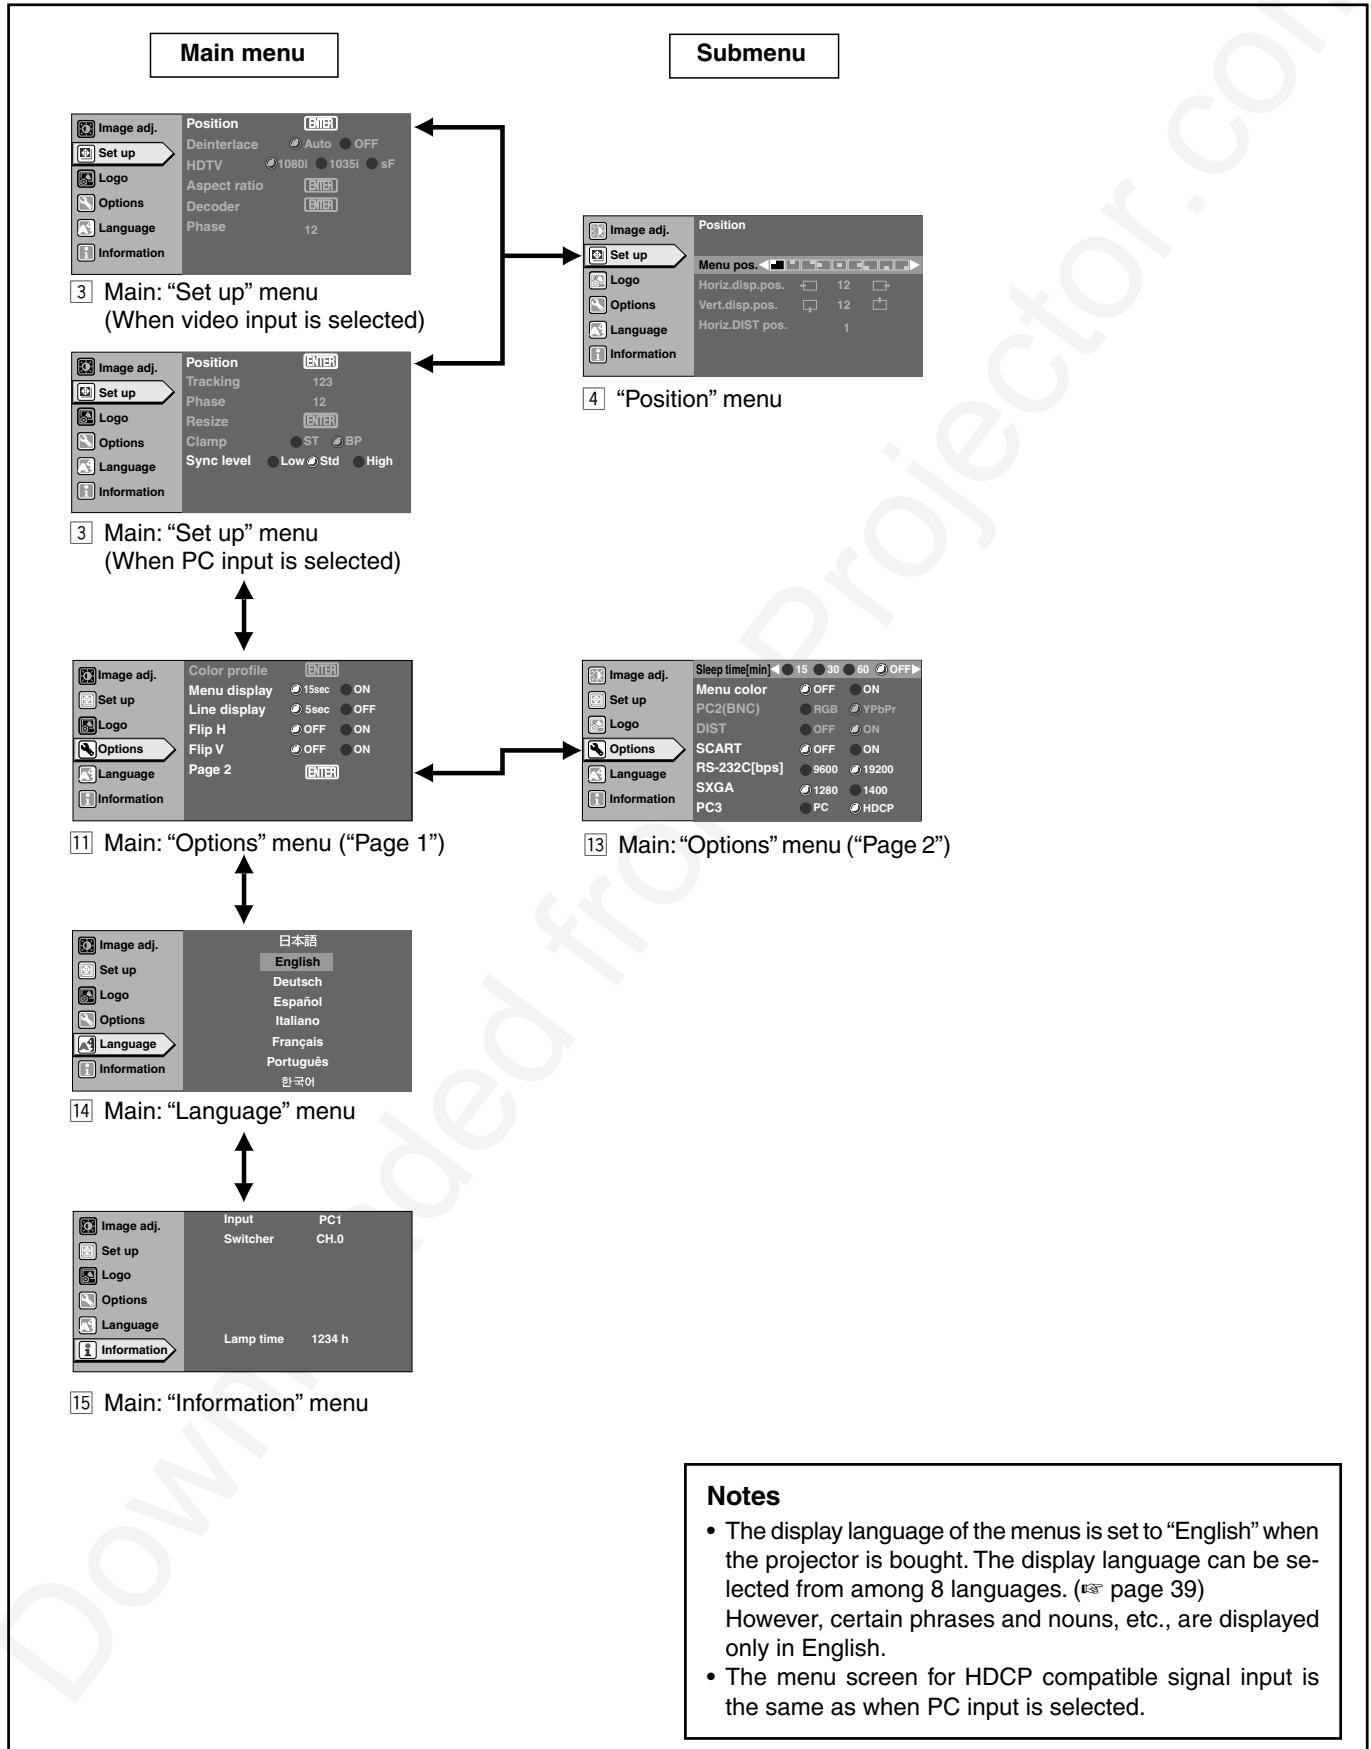 Main menu
Submenu
Image adj.
Set up
Logo
Options
Language
Information
Position ENTER
Deinterlace Auto OFF
HDTV 1080i 1035i sF
Aspect ratio ENTER
Decoder ENTER
Phase 12
3 Main: “Set up” menu
(When video input is selected)
Image adj.
Set up
Logo
Options
Language
Information
Position ENTER
Tracking 123
Phase 12
Resize ENTER
Clamp ST BP
Sync level Low Std High
3 Main: “Set up” menu
(When PC input is selected)
Image adj.
Set up
Logo
Options
Language
Information
Position
Menu pos.
Horiz.disp.pos. 12
Vert.disp.pos. 12
Horiz.DIST pos. 1
4 “Position” menu
Image adj.
Set up
Logo
Options
Language
Information
Color profile ENTER
Menu display 15sec ON
Line display 5sec OFF
Flip H OFF ON
Flip V OFF ON
Page 2 ENTER
11 Main: “Options” menu (“Page 1”)
Image adj.
Set up
Logo
Options
Language
Information
Sleep time[min] 15 30 60 OFF
Menu color OFF ON
PC2(BNC) RGB YPbPr
DIST OFF ON
SCART OFF ON
RS-232C[bps] 9600 19200
SXGA 1280 1400
PC3 PC HDCP
13 Main: “Options” menu (“Page 2”)
Image adj.
Set up
Logo
Options
Language
Information
日本語
English
Deutsch
Español
Italiano
Français
Português
한국어
14 Main: “Language” menu
Image adj.
Set up
Logo
Options
Language
Information
Input PC1
Switcher CH.0
Lamp time 1234 h
15 Main: “Information” menu
Notes
• The display language of the menus is set to “English” when
the projector is bought. The display language can be se-
lected from among 8 languages. (☞ page 39)
However, certain phrases and nouns, etc., are displayed
only in English.
• The menu screen for HDCP compatible signal input is
the same as when PC input is selected.
Downloaded from Projector.com